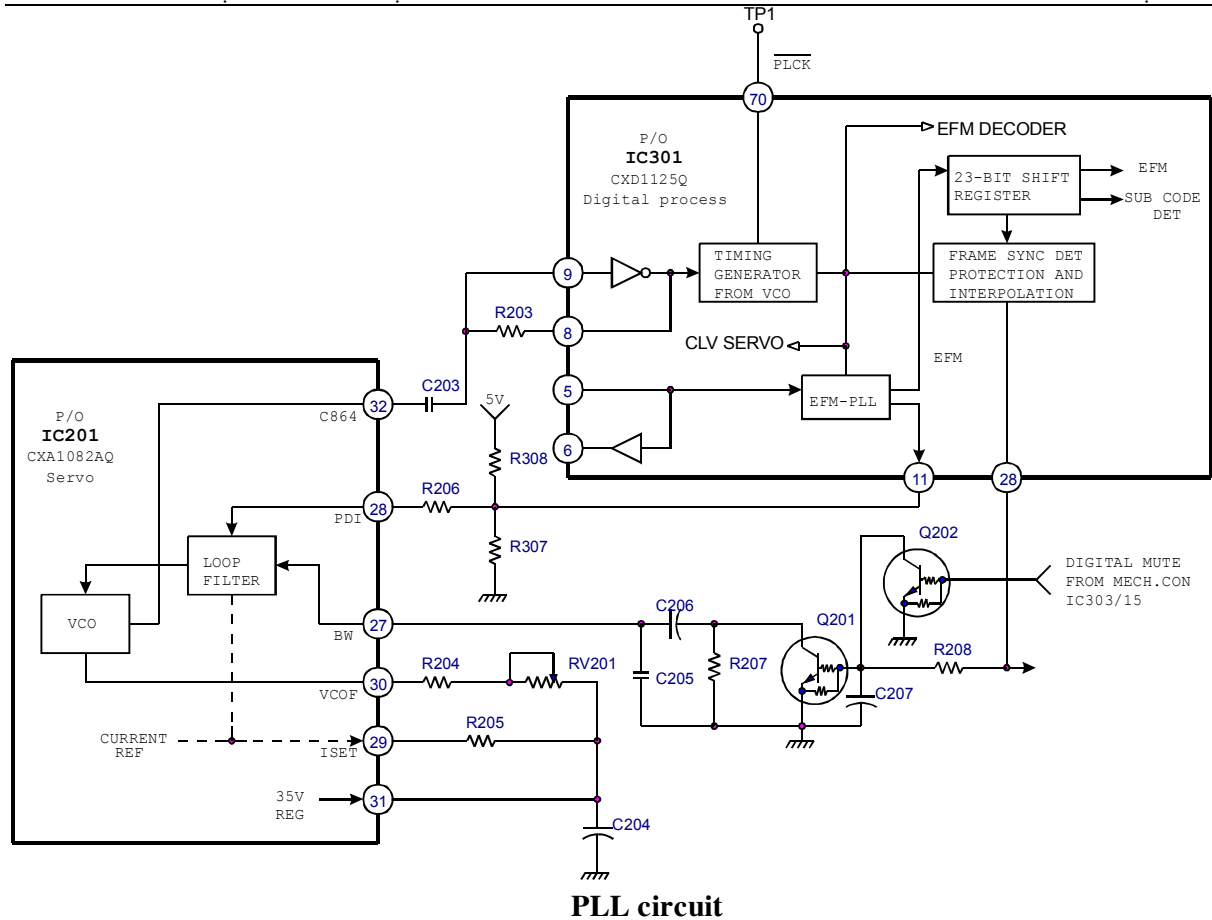 TP1
PLCK
70
P/O
IC301
CXD1125Q
Digital process
EFM DECODER
23-BIT SHIFT
REGISTER
EFM
SUB CODE
DET
9
TIMING
GENERATOR
FROM VCO
FRAME SYNC DET
PROTECTION AND
INTERPOLATION
R203
8
CLV SERVO
EFM
5
EFM-PLL
6
11
28
P/O
IC201
CXA1082AQ
Servo
32
C864
C203
5V
R308
28
PDI
R206
R307
LOOP
FILTER
VCO
27
BW
C206
C205
R207
Q201
Q202
DIGITAL MUTE
FROM MECH.CON
IC303/15
R208
C207
30
VCOF
R204
RV201
CURRENT
REF
29
ISET
R205
35V
REG
31
C204
PLL circuit